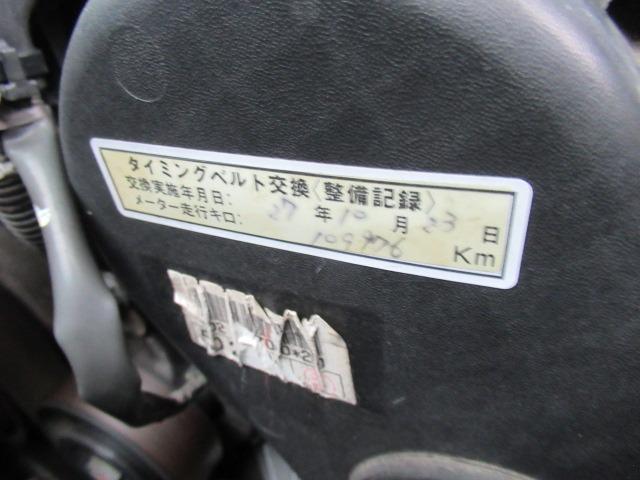 タイミングベルト交換〈整備記録〉
交換実施年月日: 27 年 10 月 23 日
メーター走行キロ: 109976 Km